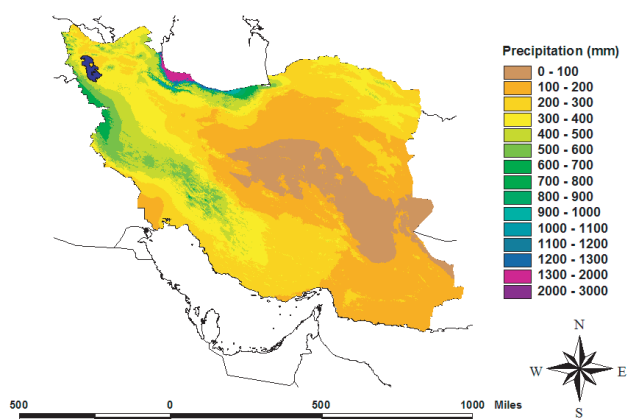 Precipitation (mm)
0 - 100
100 - 200
200 - 300
300 - 400
400 - 500
500 - 600
600 - 700
700 - 800
800 - 900
900 - 1000
1000 - 1100
1100 - 1200
1200 - 1300
1300 - 2000
2000 - 3000
N
W E
S
500 0 500 1000 Miles